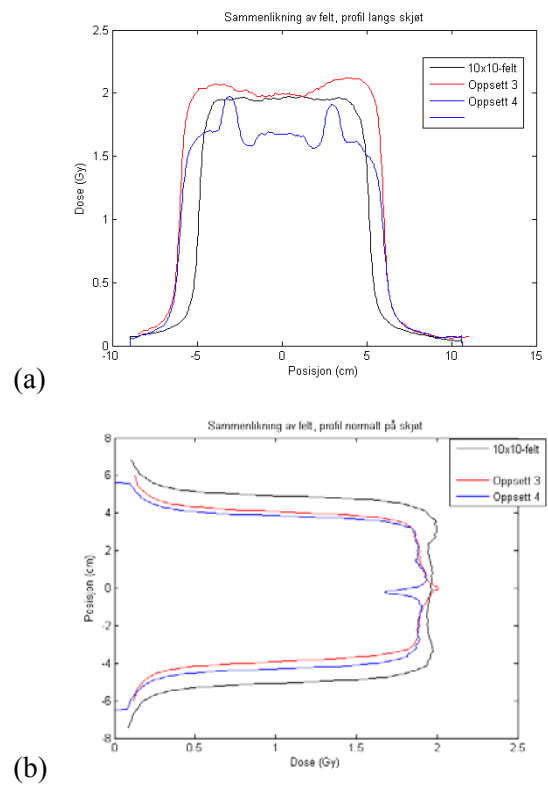 Sammenlikning av felt, profil langs skjøt
2.5
2
1.5
1
0.5
0
Dose (Gy)
10x10-felt
Oppsett 3
Oppsett 4
-10 -5 0 5 10 15
Posisjon (cm)
(a)
Sammenlikning av felt, profil normalt på skjøt
8
6
4
2
0
-2
-4
-6
-8
Posisjon (cm)
10x10-felt
Oppsett 3
Oppsett 4
0 0.5 1 1.5 2 2.5
Dose (Gy)
(b)